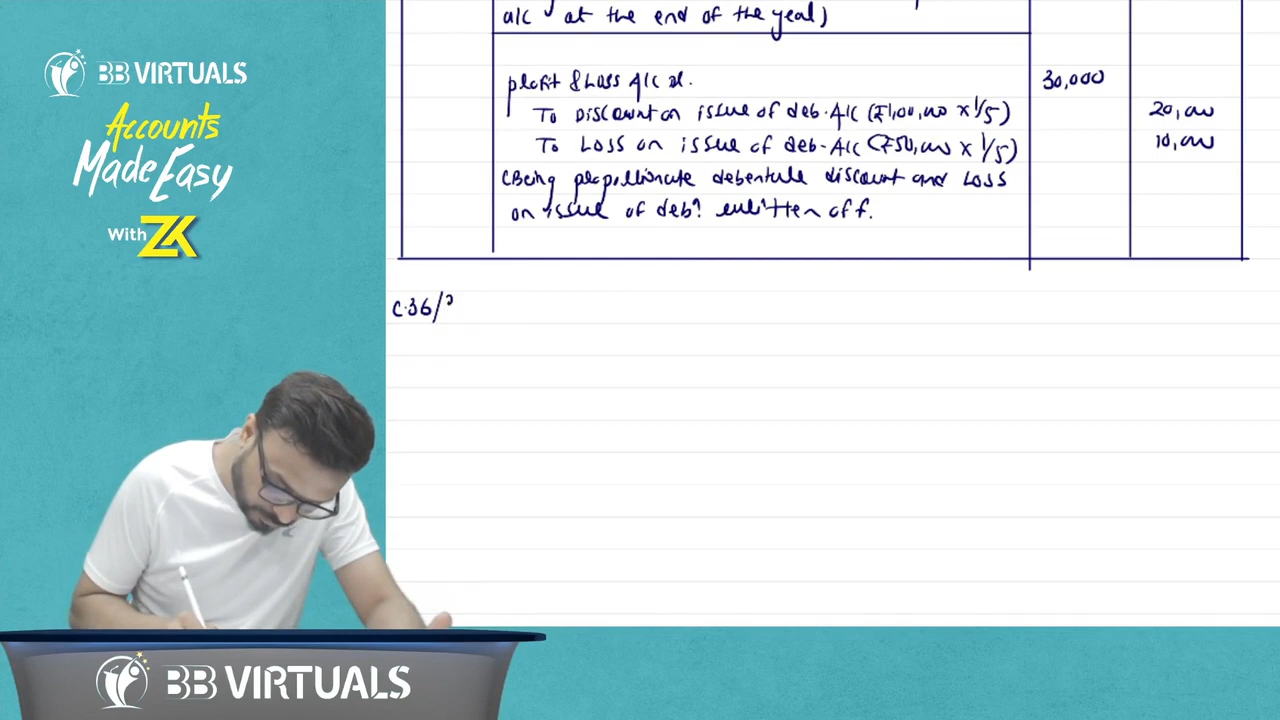 BB VIRTUALS
Accounts
Made Easy
With ZK
a/c at the end of the year)
Profit & Loss A/c dr. 30,000
To Discount on issue of deb. A/c (₹1,00,000 x 1/5) 20,000
To Loss on issue of deb. A/c (₹50,000 x 1/5) 10,000
(Being proportionate debenture discount and Loss
on issue of deb. written off.
C.36/
BB VIRTUALS